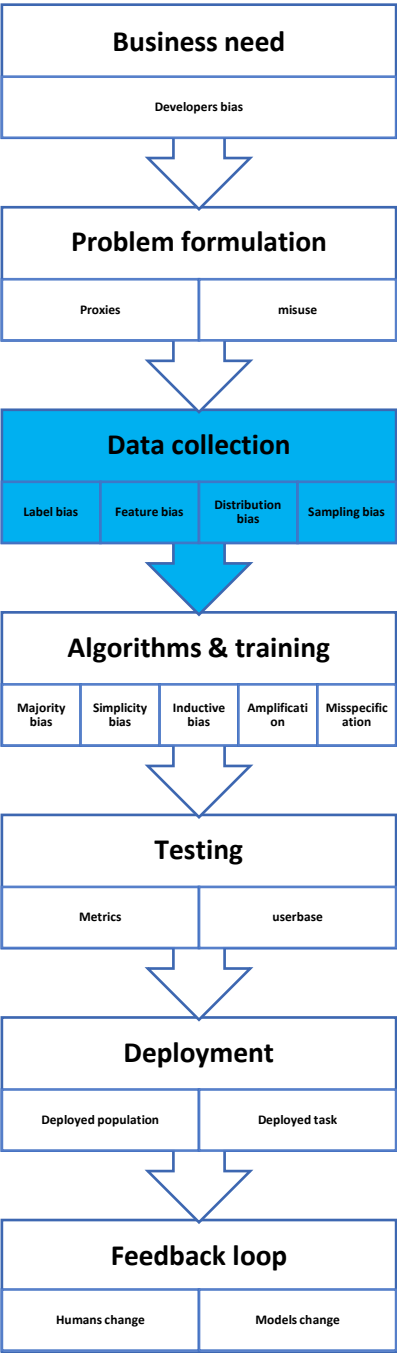 Business need
Developers bias
Problem formulation
Proxies
misuse
Data collection
Label bias
Feature bias
Distribution
bias
Sampling bias
Algorithms & training
Majority
bias
Simplicity
bias
Inductive
bias
Amplificati
on
Misspecific
ation
Testing
Metrics
userbase
Deployment
Deployed population
Deployed task
Feedback loop
Humans change
Models change